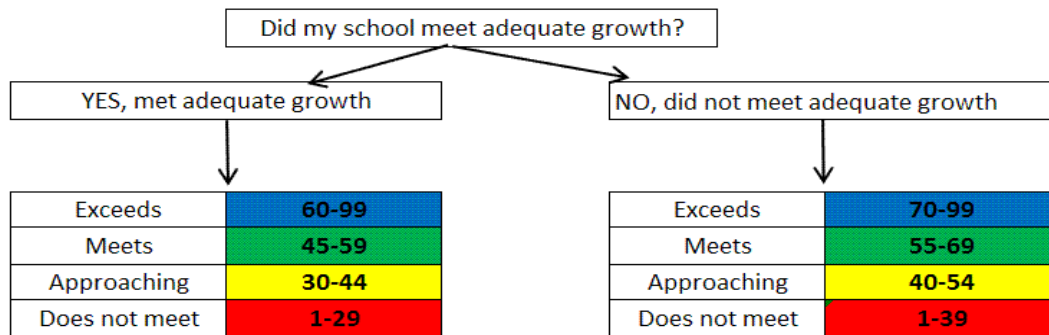 Did my school meet adequate growth?
YES, met adequate growth
NO, did not meet adequate growth
Exceeds 60-99
Meets 45-59
Approaching 30-44
Does not meet 1-29
Exceeds 70-99
Meets 55-69
Approaching 40-54
Does not meet 1-39